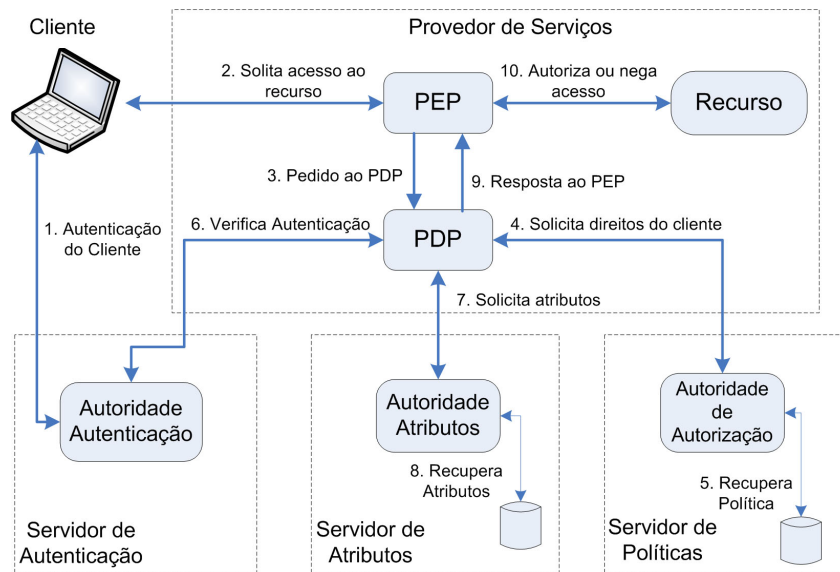 Cliente
Provedor de Serviços
2. Solita acesso ao
recurso
10. Autoriza ou nega
acesso
PEP
Recurso
3. Pedido ao PDP
9. Resposta ao PEP
1. Autenticação
do Cliente
6. Verifica Autenticação
PDP
4. Solicita direitos do cliente
7. Solicita atributos
Autoridade
Autenticação
Autoridade
Atributos
Autoridade
de
Autorização
8. Recupera
Atributos
5. Recupera
Política
Servidor de
Autenticação
Servidor de
Atributos
Servidor de
Políticas